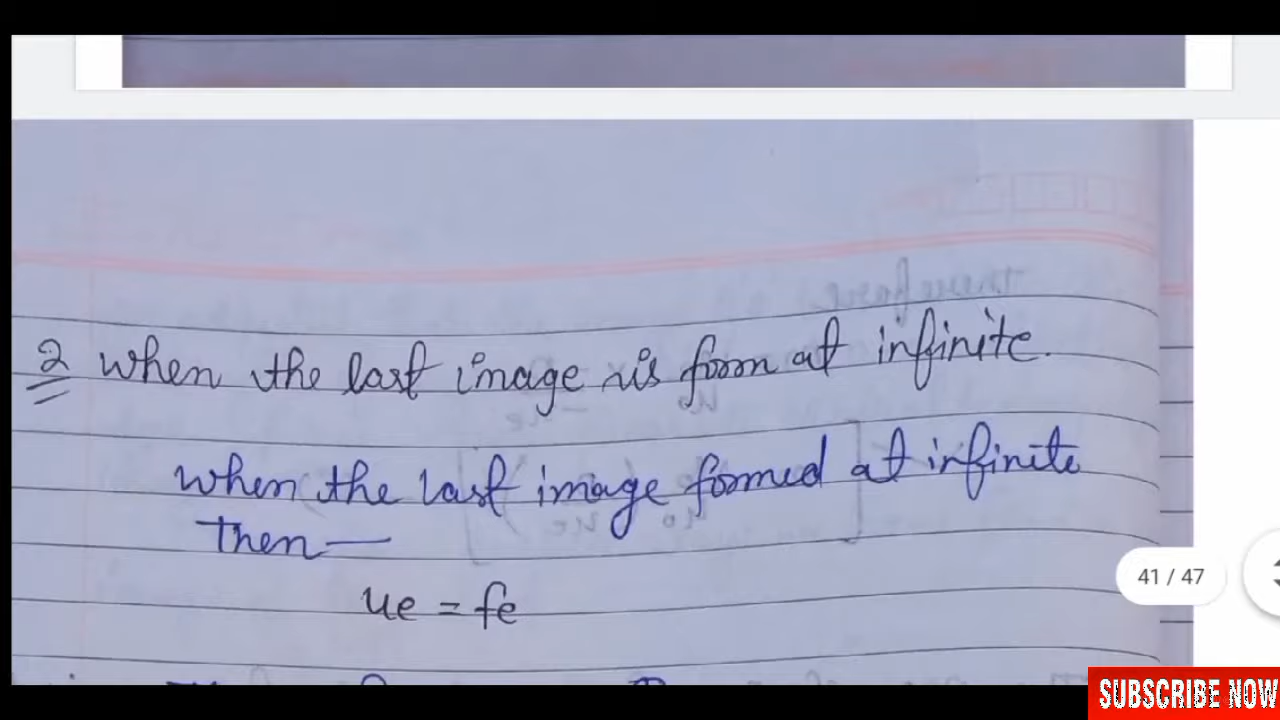 2 When the last image is form at infinite.
When the last image formed at infinite
Then—
ue = fe
41 / 47
SUBSCRIBE NOW